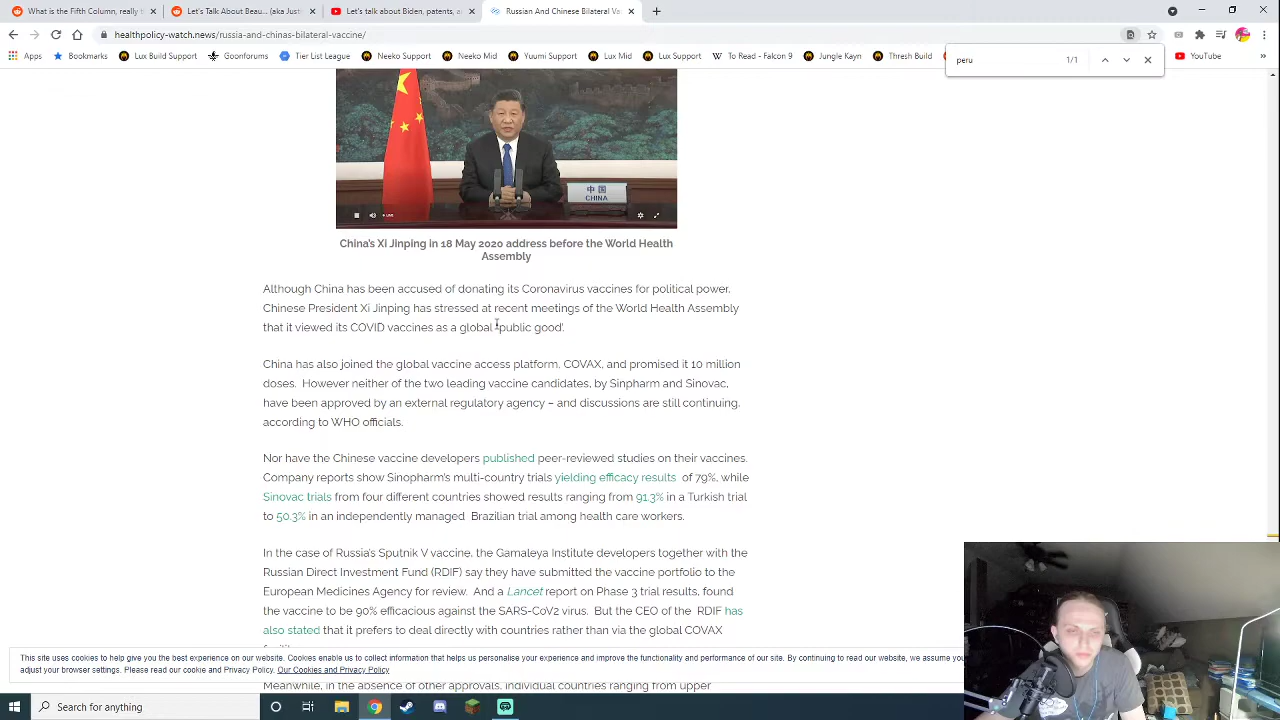 What is the Fifth Column, really t
Let's Talk About Beau... (aka Just
Let's talk about Biden, patents, a
Russian And Chinese Bilateral Va
healthpolicy-watch.news/russia-and-chinas-bilateral-vaccine/
Apps Bookmarks Lux Build Support Goonforums Tier List League Neeko Support Neeko Mid Yuumi Support Lux Mid Lux Support To Read - Falcon 9 Jungle Kayn Thresh Build YouTube
peru 1/1
中国
CHINA
LIVE
China's Xi Jinping in 18 May 2020 address before the World Health
Assembly
Although China has been accused of donating its Coronavirus vaccines for political power,
Chinese President Xi Jinping has stressed at recent meetings of the World Health Assembly
that it viewed its COVID vaccines as a global 'public good'.
China has also joined the global vaccine access platform, COVAX, and promised it 10 million
doses. However neither of the two leading vaccine candidates, by Sinpharm and Sinovac,
have been approved by an external regulatory agency – and discussions are still continuing,
according to WHO officials.
Nor have the Chinese vaccine developers published peer-reviewed studies on their vaccines.
Company reports show Sinopharm's multi-country trials yielding efficacy results of 79%, while
Sinovac trials from four different countries showed results ranging from 91.3% in a Turkish trial
to 50.3% in an independently managed Brazilian trial among health care workers.
In the case of Russia's Sputnik V vaccine, the Gamaleya Institute developers together with the
Russian Direct Investment Fund (RDIF) say they have submitted the vaccine portfolio to the
European Medicines Agency for review. And a Lancet report on Phase 3 trial results, found
the vaccine to be 90% efficacious against the SARS-CoV2 virus. But the CEO of the RDIF has
also stated that it prefers to deal directly with countries rather than via the global COVAX
This site uses cookies to help give you the best experience on our website. Cookies enable us to collect information that helps us personalise your experience and improve the functionality and performance of our site. By continuing to read our website, we assume you
adjust your browser settings. Please read our cookie and Privacy Policy. Our Cookies and Privacy Policy
Meanwhile, in the absence of other approvals, individual countries ranging from upper
Type here to search